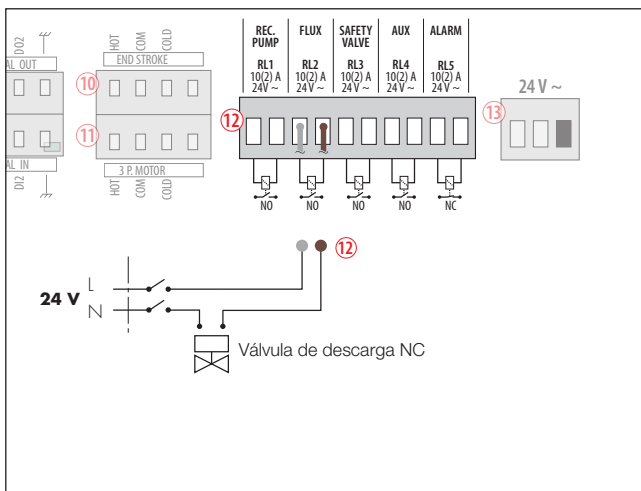 REC. PUMP
FLUX
SAFETY VALVE
AUX
ALARM
RL1
RL2
RL3
RL4
RL5
10(2) A
10(2) A
10(2) A
10(2) A
10(2) A
24V ~
24V ~
24V ~
24V ~
24V ~
DO2
AL OUT
HOT
COM
COLD
END STROKE
10
11
12
13
24 V ~
AL IN
DI2
3 P. MOTOR
HOT
COM
COLD
NO
NO
NO
NO
NC
12
24 V
L
N
Válvula de descarga NC